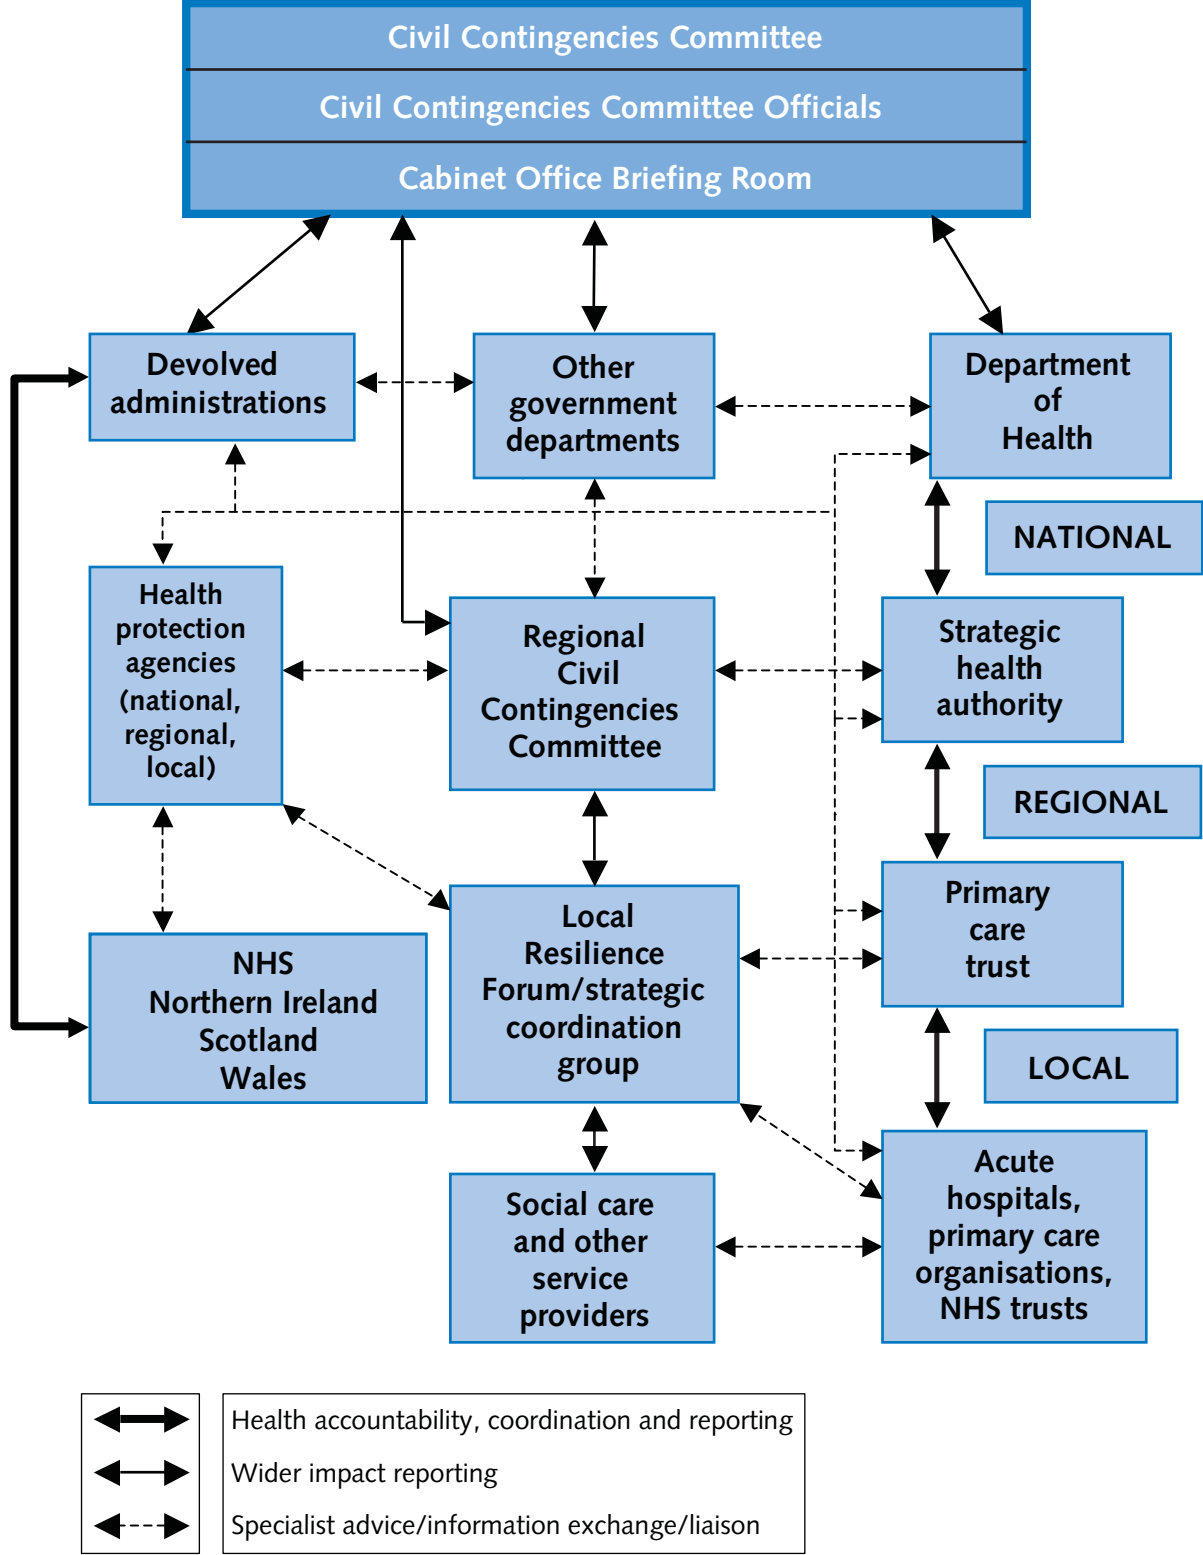 Civil Contingencies Committee
Civil Contingencies Committee Officials
Cabinet Office Briefing Room
Devolved
administrations
Other
government
departments
Department
of
Health
NATIONAL
Health
protection
agencies
(national,
regional,
local)
Regional
Civil
Contingencies
Committee
Strategic
health
authority
REGIONAL
Primary
care
trust
Local
Resilience
Forum/strategic
coordination
group
NHS
Northern Ireland
Scotland
Wales
LOCAL
Acute
hospitals,
primary care
organisations,
NHS trusts
Social care
and other
service
providers
Health accountability, coordination and reporting
Wider impact reporting
Specialist advice/information exchange/liaison